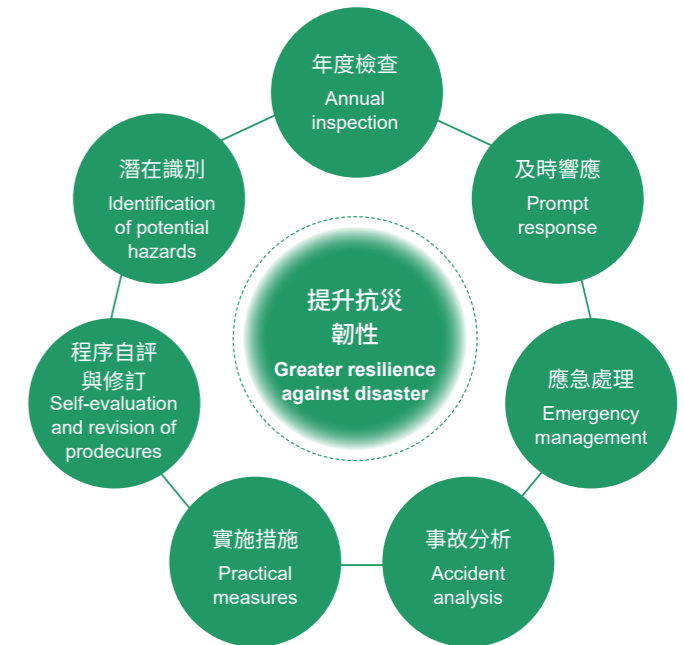 年度檢查
Annual
inspection
及時響應
Prompt
response
應急處理
Emergency
management
事故分析
Accident
analysis
實施措施
Practical
measures
程序自評
與修訂
Self-evaluation
and revision of
prodecures
潛在識別
Identification
of potential
hazards
提升抗災
韌性
Greater resilience
against disaster